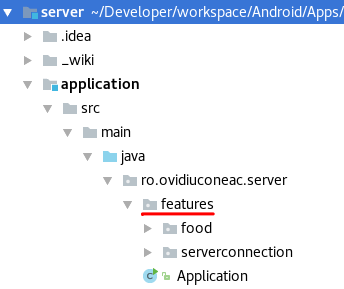 server ~/Developer/workspace/Android/Apps/
.idea
_wiki
application
src
main
java
ro.ovidiuconeac.server
features
food
serverconnection
Application